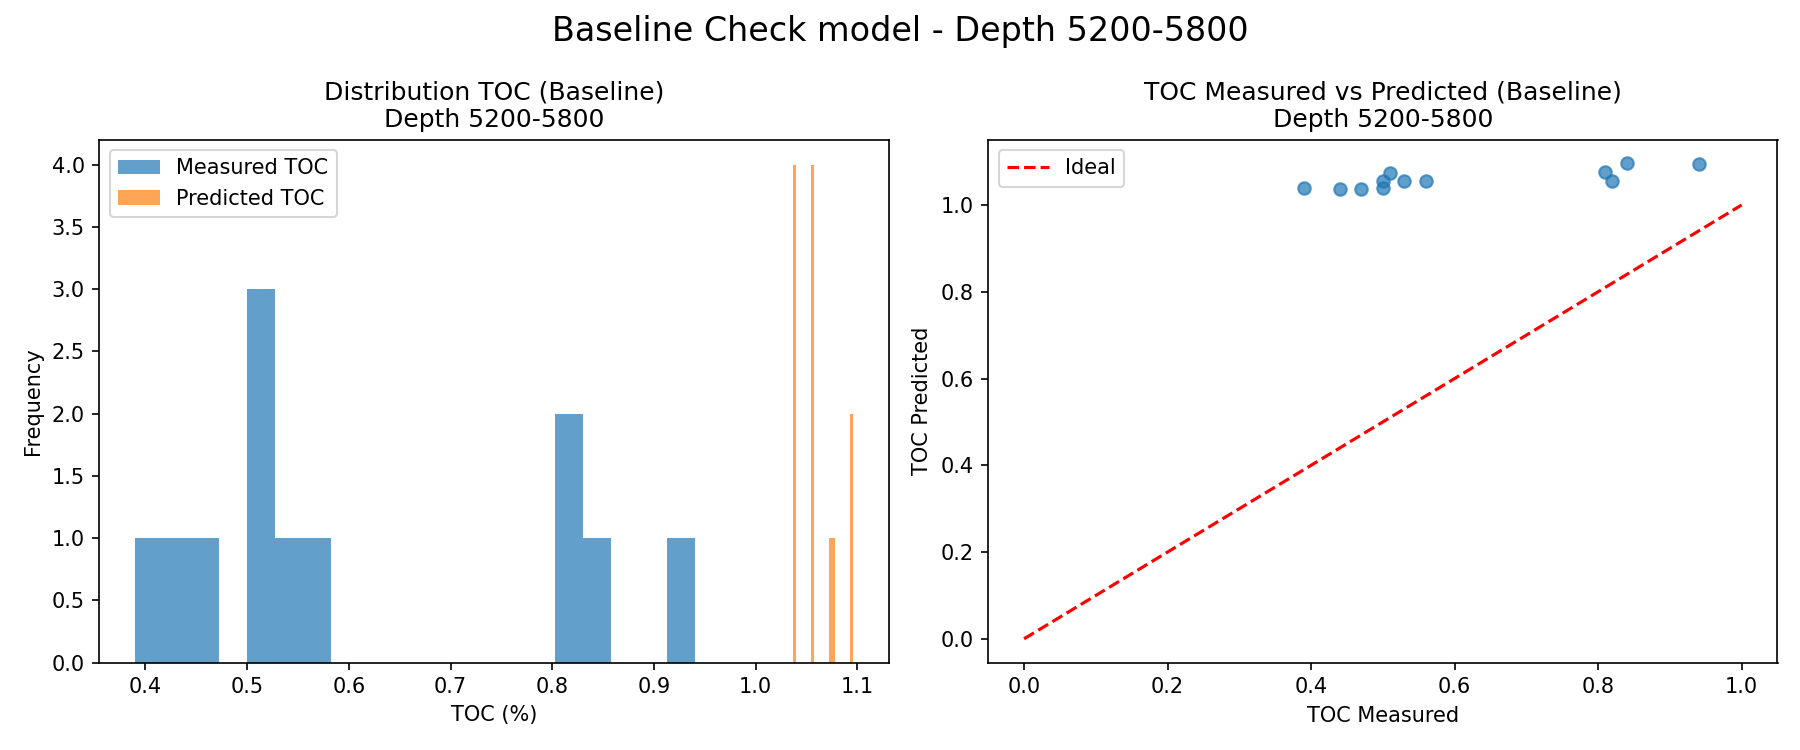 Baseline Check model - Depth 5200-5800
Distribution TOC (Baseline)
Depth 5200-5800
Measured TOC
Predicted TOC
4.0
3.5
3.0
2.5
2.0
1.5
1.0
0.5
0.0
Frequency
0.4 0.5 0.6 0.7 0.8 0.9 1.0 1.1
TOC (%)
TOC Measured vs Predicted (Baseline)
Depth 5200-5800
Ideal
1.0
0.8
0.6
0.4
0.2
0.0
TOC Predicted
0.0 0.2 0.4 0.6 0.8 1.0
TOC Measured